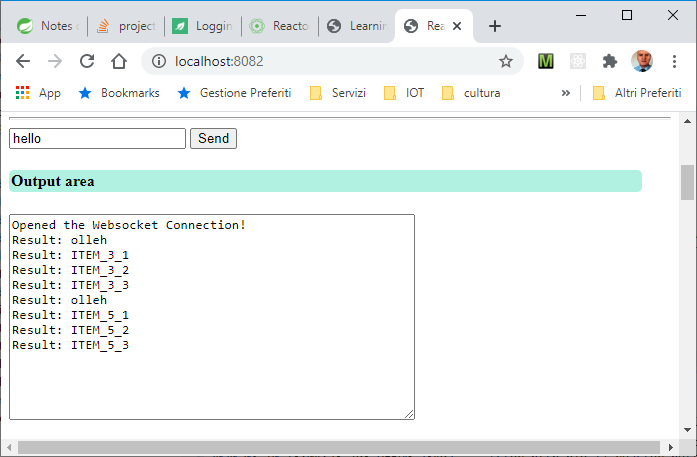 Notes
project
Loggin
Reacto
Learnin
Rea
localhost:8082
App Bookmarks Gestione Preferiti Servizi IOT cultura » Altri Preferiti
hello Send
Output area
Opened the Websocket Connection!
Result: olleh
Result: ITEM_3_1
Result: ITEM_3_2
Result: ITEM_3_3
Result: olleh
Result: ITEM_5_1
Result: ITEM_5_2
Result: ITEM_5_3